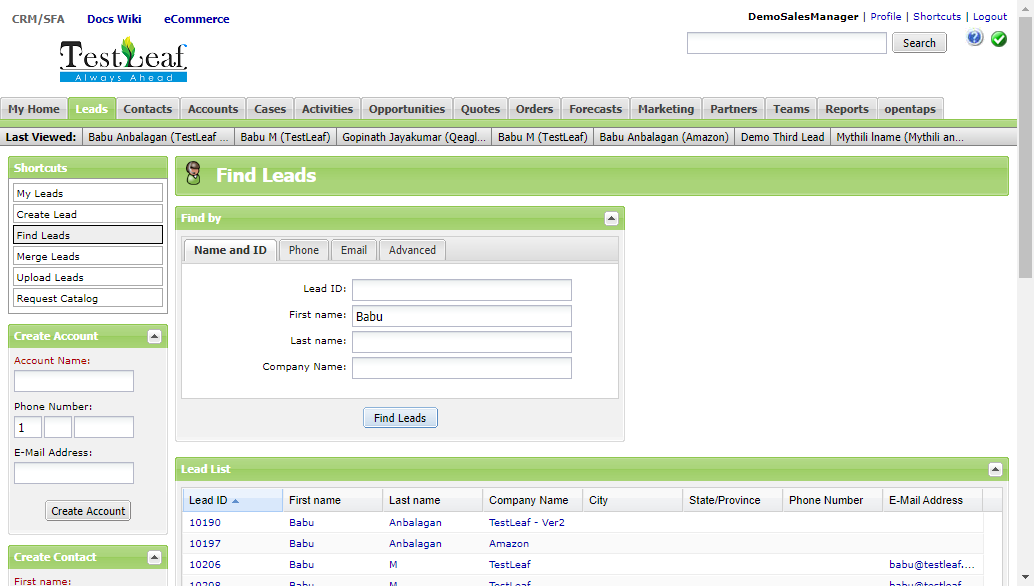 CRM/SFA Docs Wiki eCommerce
DemoSalesManager | Profile | Shortcuts | Logout
TestLeaf
Always Ahead
Search
My Home Leads Contacts Accounts Cases Activities Opportunities Quotes Orders Forecasts Marketing Partners Teams Reports opentaps
Last Viewed: Babu Anbalagan (TestLeaf ... Babu M (TestLeaf) Gopinath Jayakumar (Qeagl... Babu M (TestLeaf) Babu Anbalagan (Amazon) Demo Third Lead Mythili lname (Mythili an...
Shortcuts
My Leads
Create Lead
Find Leads
Merge Leads
Upload Leads
Request Catalog
Create Account
Account Name:
Phone Number:
1
E-Mail Address:
Create Account
Create Contact
First name:
Find Leads
Find by
Name and ID Phone Email Advanced
Lead ID:
First name: Babu
Last name:
Company Name:
Find Leads
Lead List
Lead ID First name Last name Company Name City State/Province Phone Number E-Mail Address
10190 Babu Anbalagan TestLeaf - Ver2
10197 Babu Anbalagan Amazon
10206 Babu M TestLeaf babu@testleaf....
10208 Babu M TestLeaf babu@testleaf....